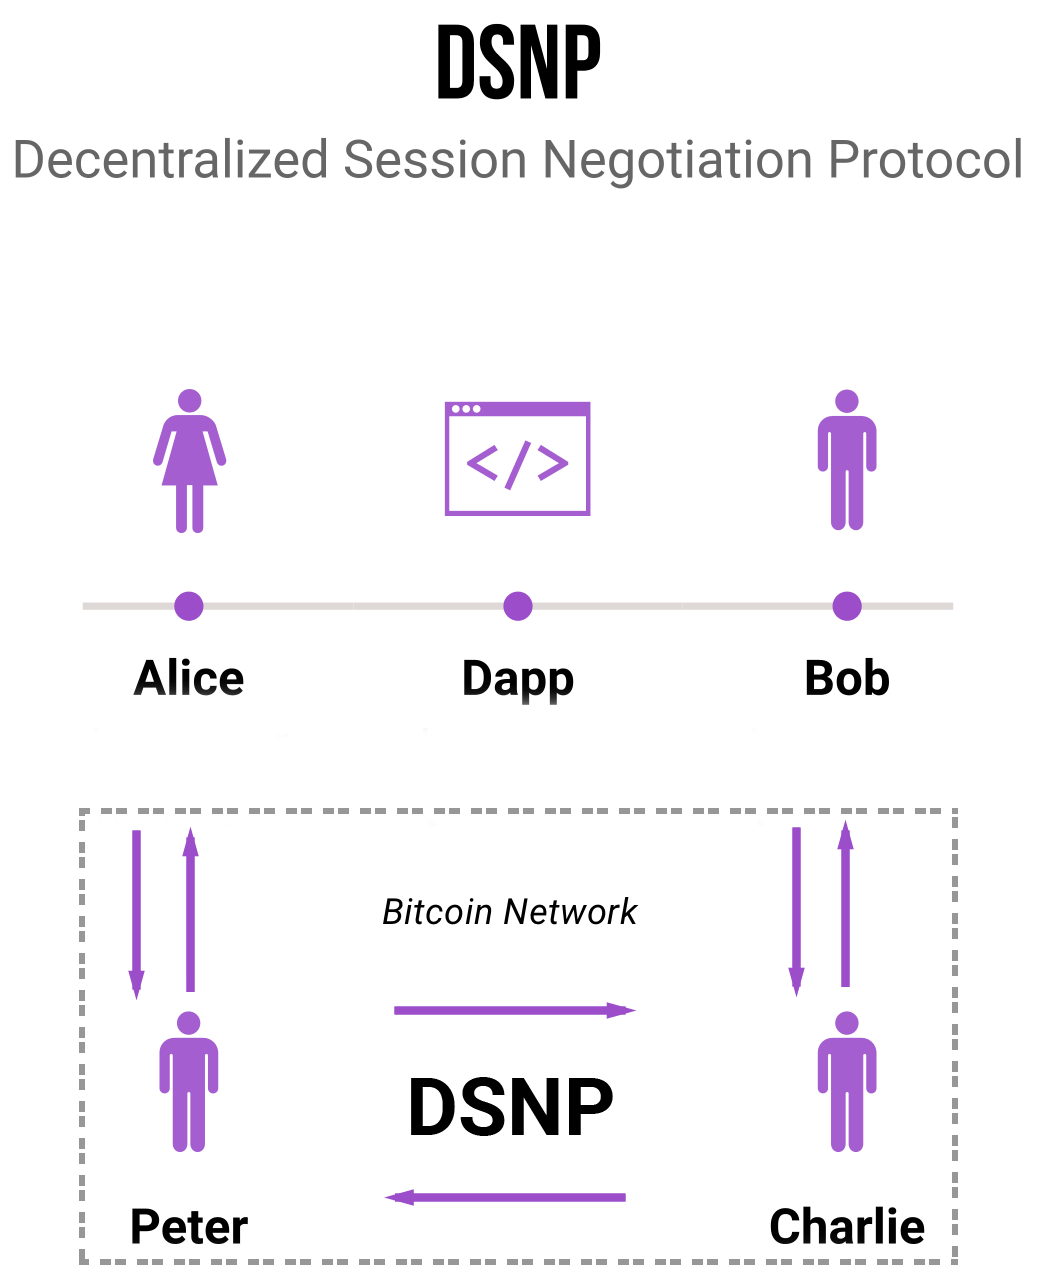 DSNP
Decentralized Session Negotiation Protocol
</>
Alice
Dapp
Bob
Bitcoin Network
DSNP
Peter
Charlie